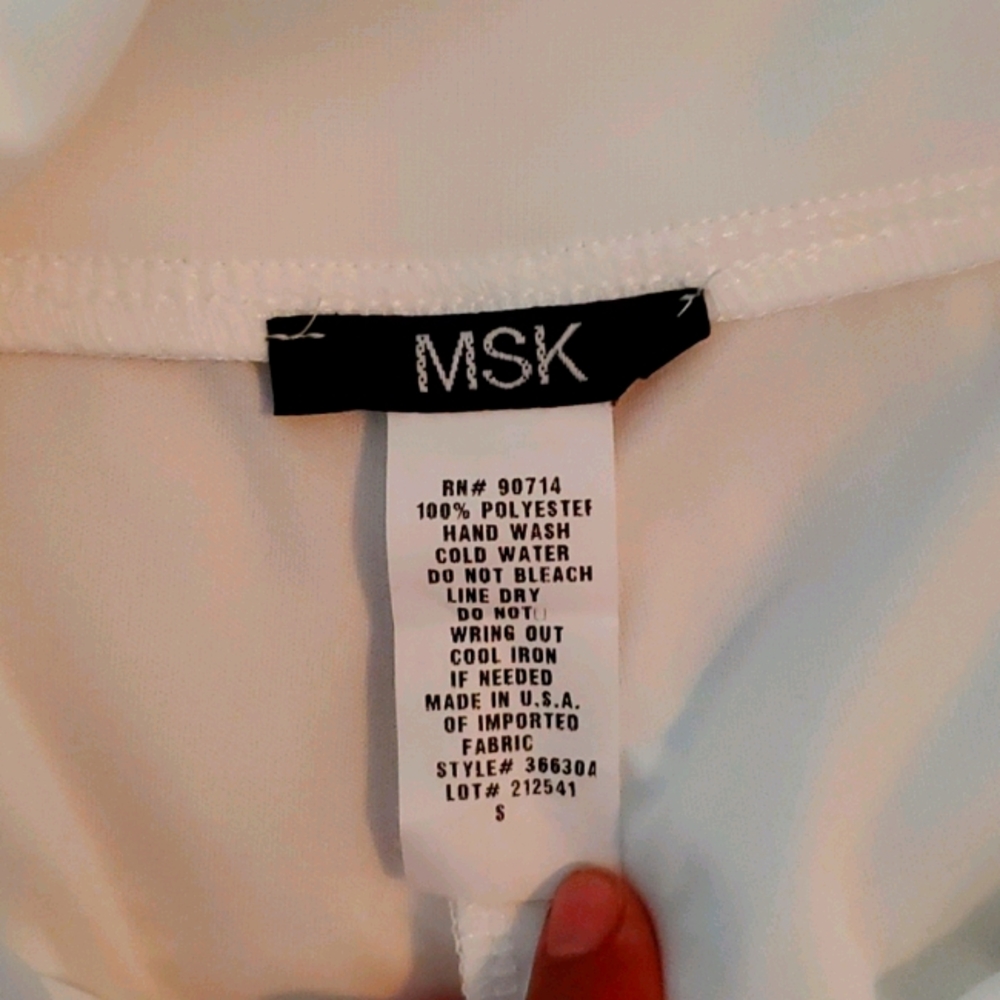 MSK
RN# 90714
100% POLYESTER
HAND WASH
COLD WATER
DO NOT BLEACH
LINE DRY
DO NOT
WRING OUT
COOL IRON
IF NEEDED
MADE IN U.S.A.
OF IMPORTED
FABRIC
STYLE# 36630A
LOT# 212541
S